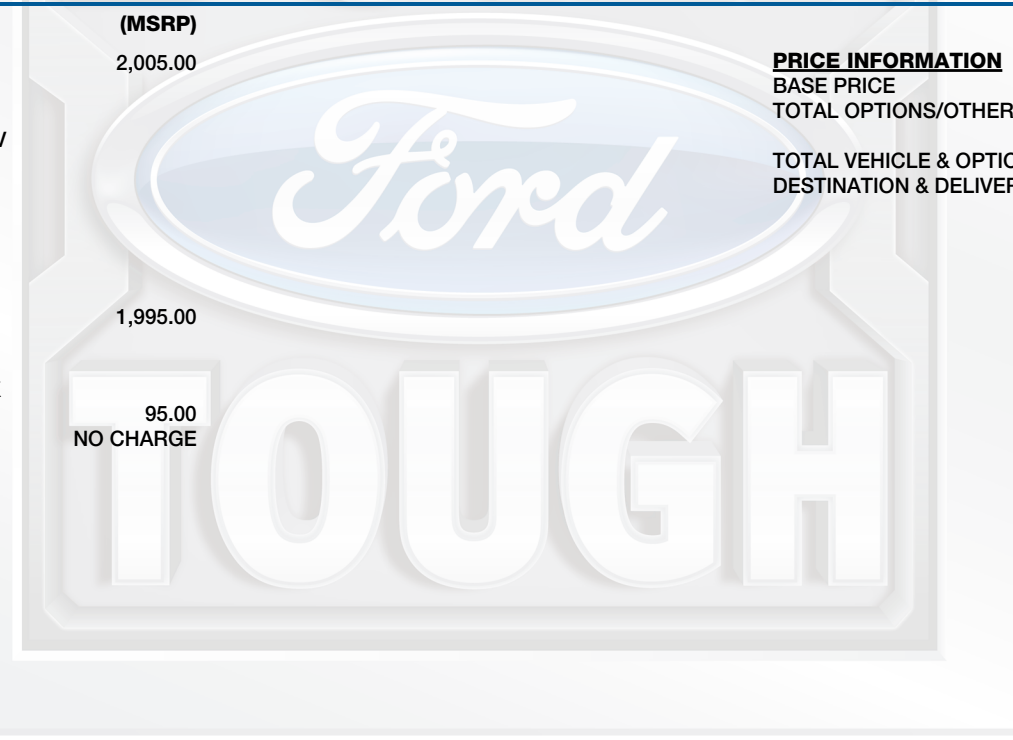 (MSRP)
2,005.00
1,995.00
95.00
NO CHARGE
PRICE INFORMATION
BASE PRICE
TOTAL OPTIONS/OTHER
TOTAL VEHICLE & OPTIO
DESTINATION & DELIVER
Ford
TOUGH